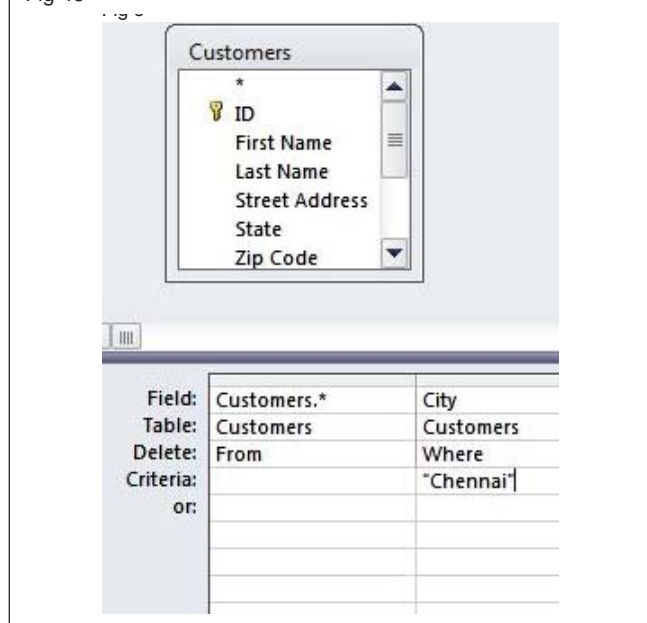 Customers
*
ID
First Name
Last Name
Street Address
State
Zip Code
Field: Customers.* City
Table: Customers Customers
Delete: From Where
Criteria: "Chennai"
or: